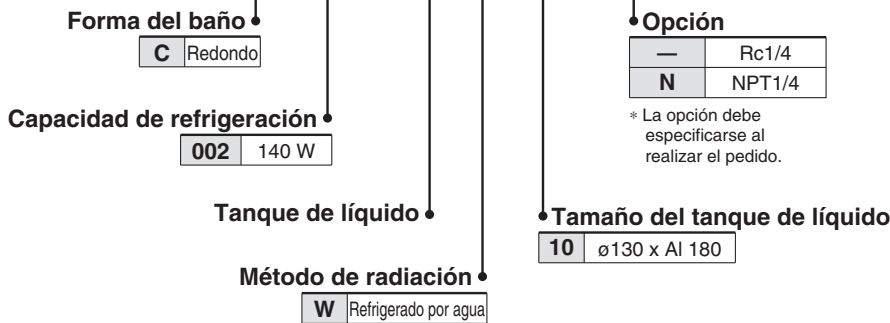 Forma del baño
C Redondo
Capacidad de refrigeración
002 140 W
Tanque de líquido
Método de radiación
W Refrigerado por agua
Opción
— Rc1/4
N NPT1/4
* La opción debe
especificarse al
realizar el pedido.
Tamaño del tanque de líquido
10 ø130 x Al 180